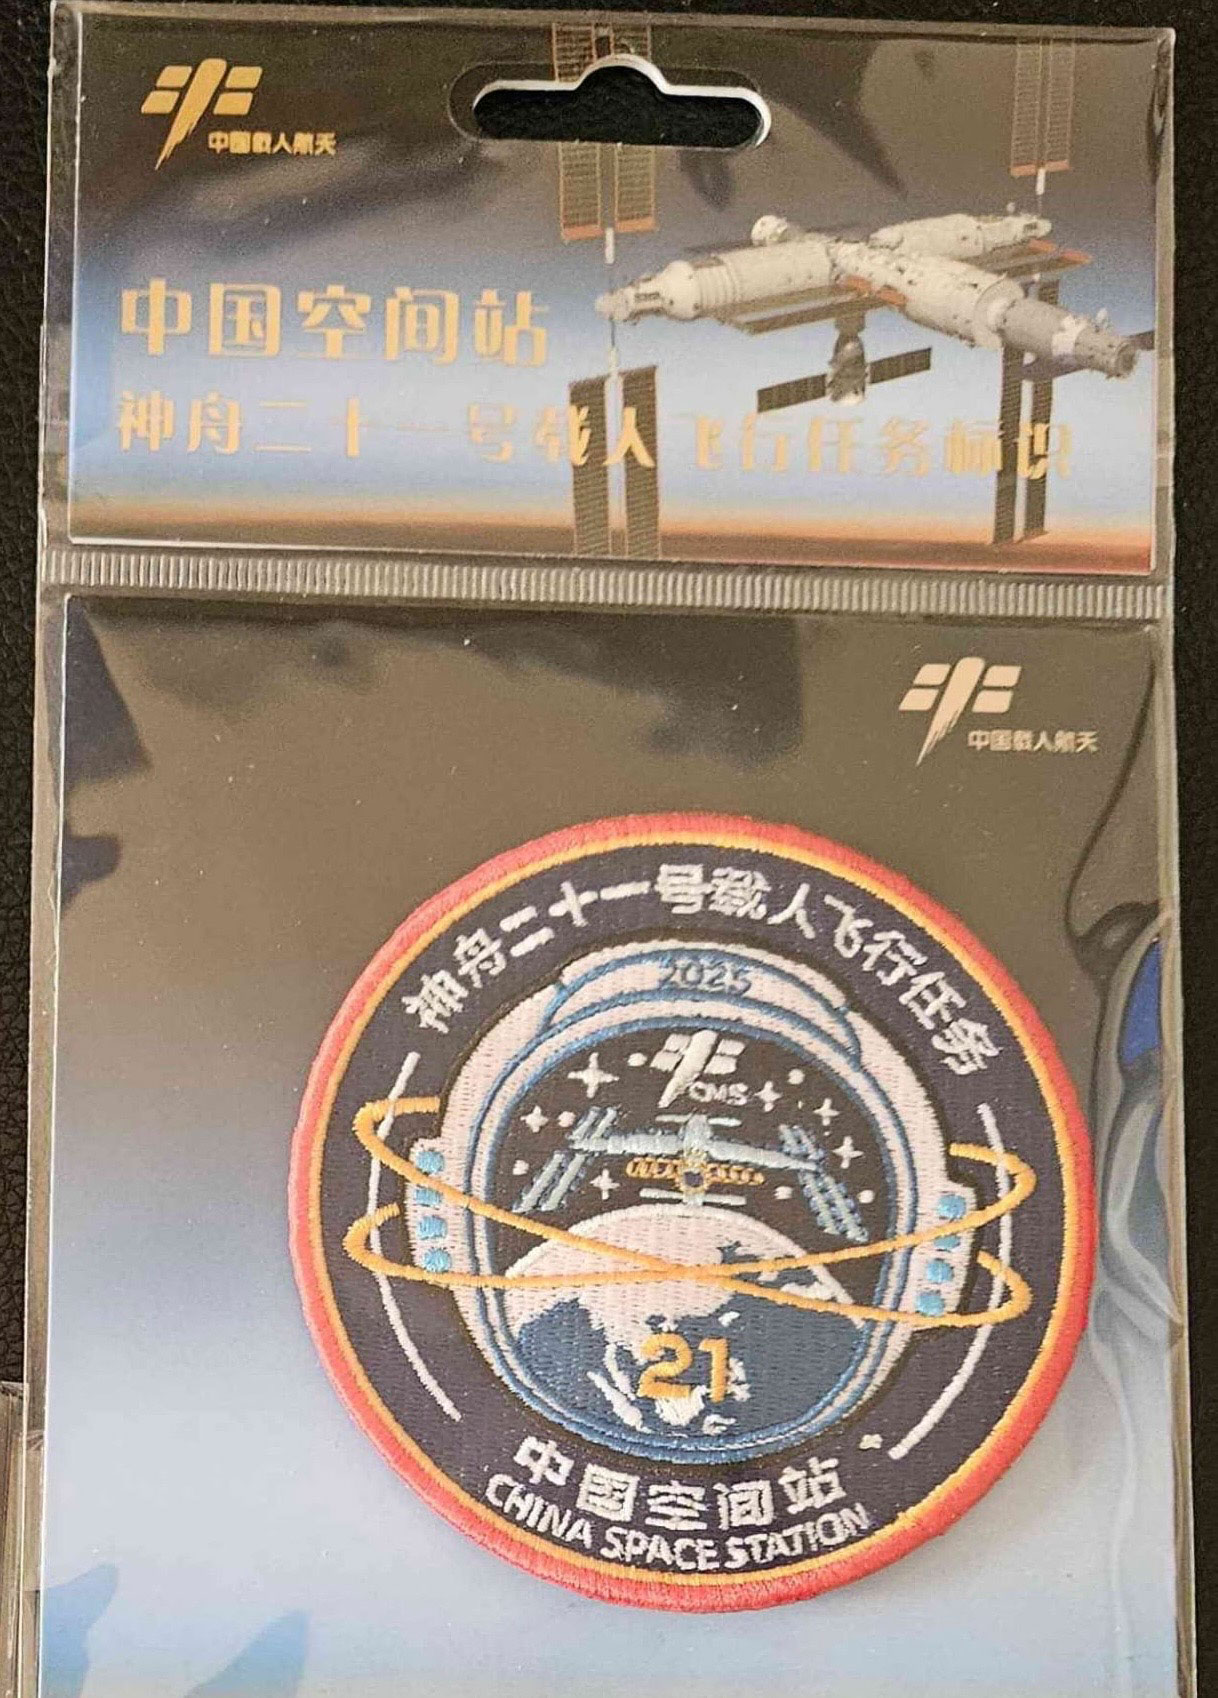 中国载人航天
中国空间站
神舟二十一号载人飞行任务标识
中国载人航天
神舟二十一号载人飞行任务
2025
CMS
21
中国空间站
CHINA SPACE STATION